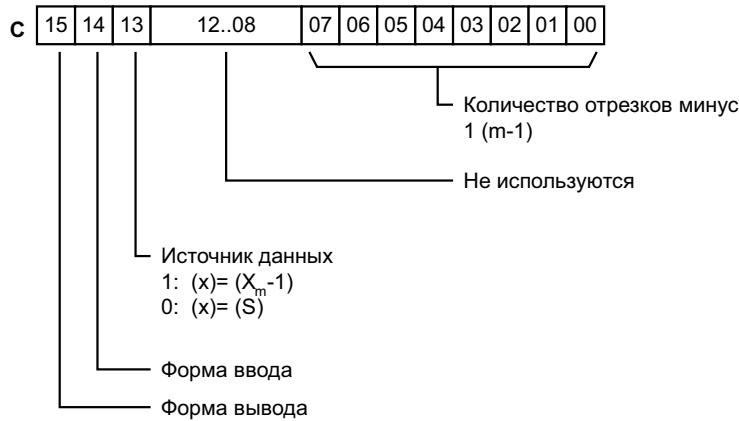 C 15 14 13 12..08 07 06 05 04 03 02 01 00
Количество отрезков минус
1 (m-1)
Не используются
Источник данных
1: (x)= (Xm-1)
0: (x)= (S)
Форма ввода
Форма вывода